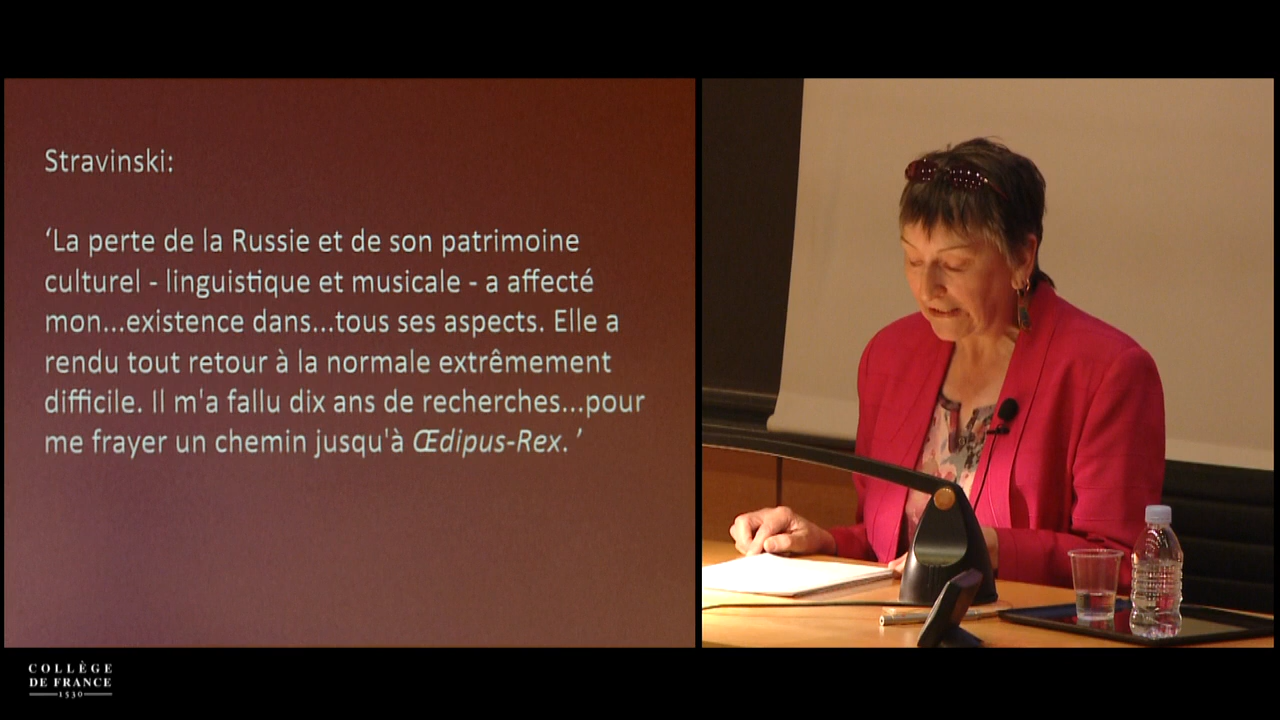 Stravinski:
‘La perte de la Russie et de son patrimoine
culturel - linguistique et musicale - a affecté
mon...existence dans...tous ses aspects. Elle a
rendu tout retour à la normale extrêmement
difficile. Il m'a fallu dix ans de recherches...pour
me frayer un chemin jusqu'à Œdipus-Rex. ’
COLLÈGE
DE FRANCE
1530